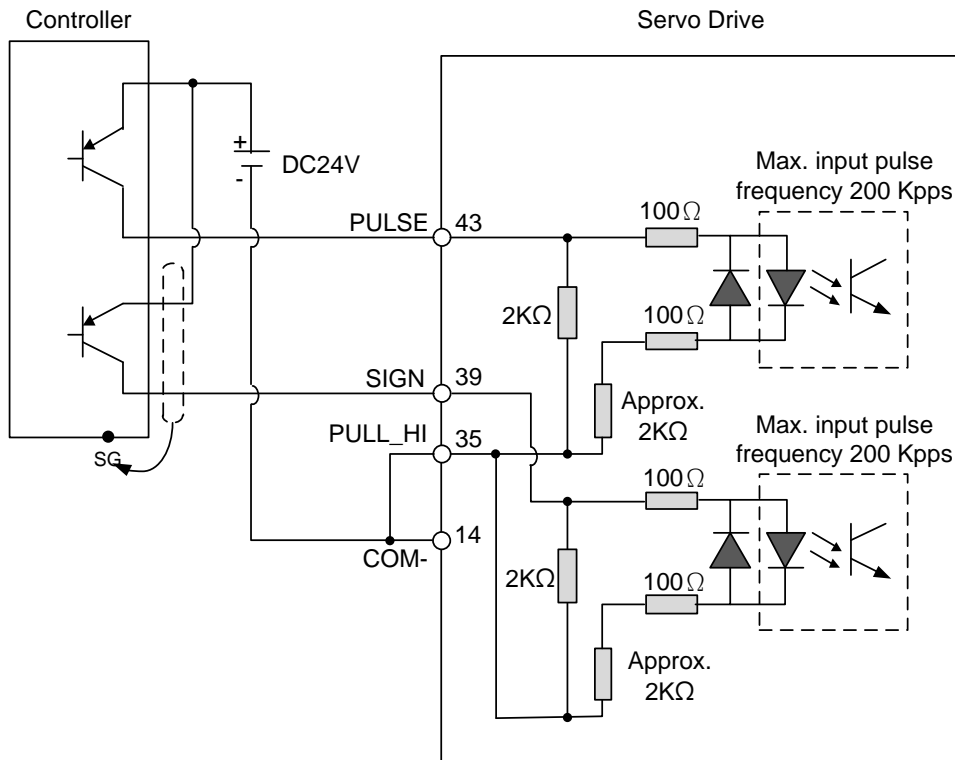 Controller
Servo Drive
+
-
DC24V
Max. input pulse
frequency 200 Kpps
PULSE
43
100Ω
2KΩ
100Ω
SIGN
39
Approx.
2KΩ
PULL_HI
35
SG
Max. input pulse
frequency 200 Kpps
100Ω
14
COM-
2KΩ
100Ω
Approx.
2KΩ